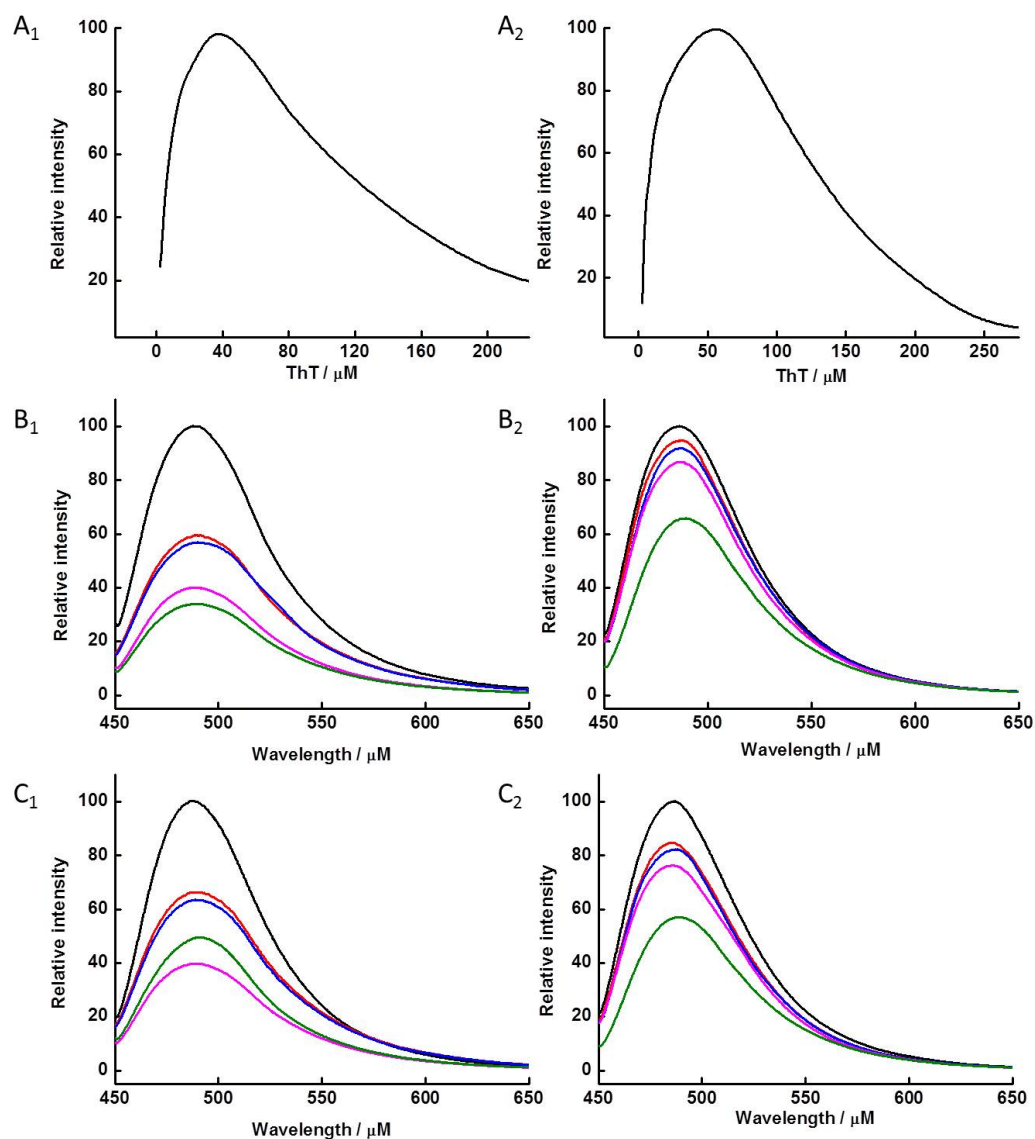 A1
Relative intensity
100
80
60
40
20
0 40 80 120 160 200
ThT / μM
A2
Relative intensity
100
80
60
40
20
0 50 100 150 200 250
ThT / μM
B1
Relative intensity
100
80
60
40
20
0
450 500 550 600 650
Wavelength / μM
B2
Relative intensity
100
80
60
40
20
0
450 500 550 600 650
Wavelength / μM
C1
Relative intensity
100
80
60
40
20
0
450 500 550 600 650
Wavelength / μM
C2
Relative intensity
100
80
60
40
20
0
450 500 550 600 650
Wavelength / μM